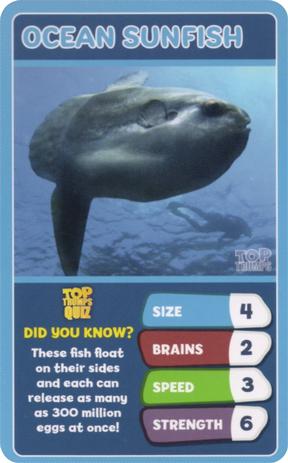 OCEAN SUNFISH
TOP
TRUMPS
TOP
TRUMPS
QUIZ
DID YOU KNOW?
These fish float
on their sides
and each can
release as many
as 300 million
eggs at once!
SIZE 4
BRAINS 2
SPEED 3
STRENGTH 6